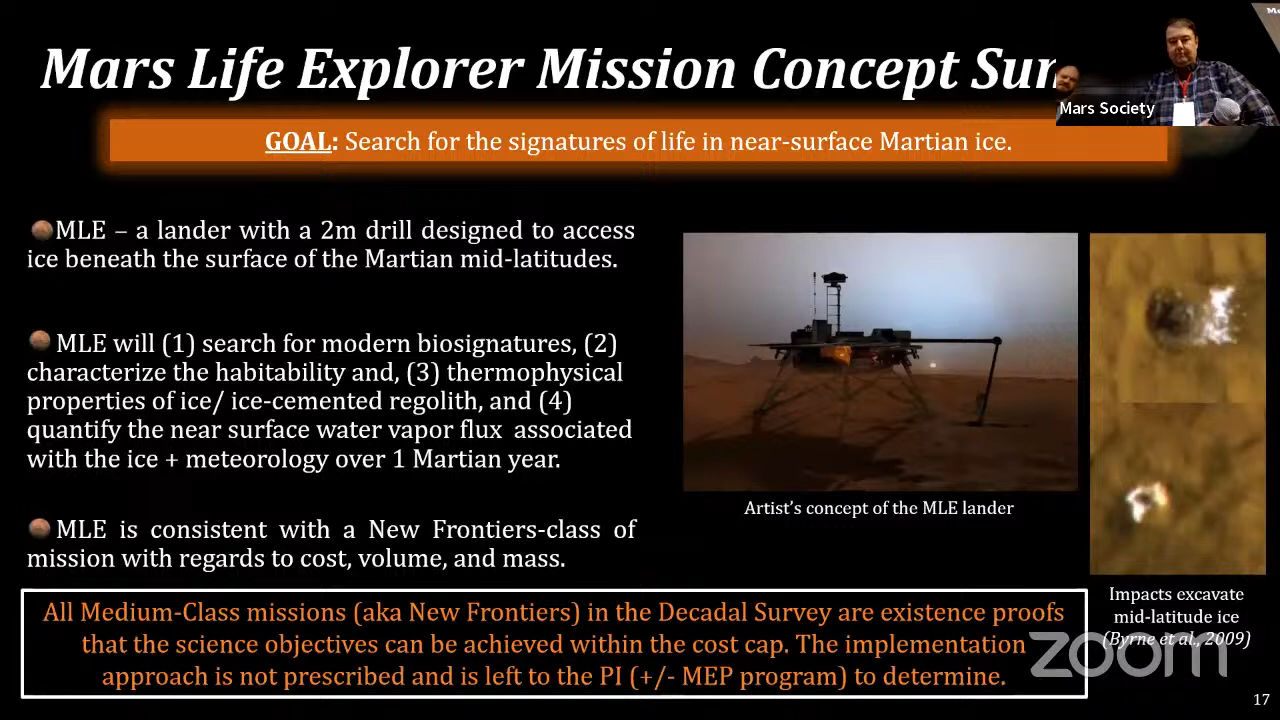 Mars Life Explorer Mission Concept Sum
Mars Society
GOAL: Search for the signatures of life in near-surface Martian ice.
MLE – a lander with a 2m drill designed to access
ice beneath the surface of the Martian mid-latitudes.
MLE will (1) search for modern biosignatures, (2)
characterize the habitability and, (3) thermophysical
properties of ice/ ice-cemented regolith, and (4)
quantify the near surface water vapor flux associated
with the ice + meteorology over 1 Martian year.
MLE is consistent with a New Frontiers-class of
mission with regards to cost, volume, and mass.
Artist's concept of the MLE lander
Impacts excavate
mid-latitude ice
(Byrne et al., 2009)
All Medium-Class missions (aka New Frontiers) in the Decadal Survey are existence proofs
that the science objectives can be achieved within the cost cap. The implementation
approach is not prescribed and is left to the PI (+/- MEP program) to determine.
zoom
17